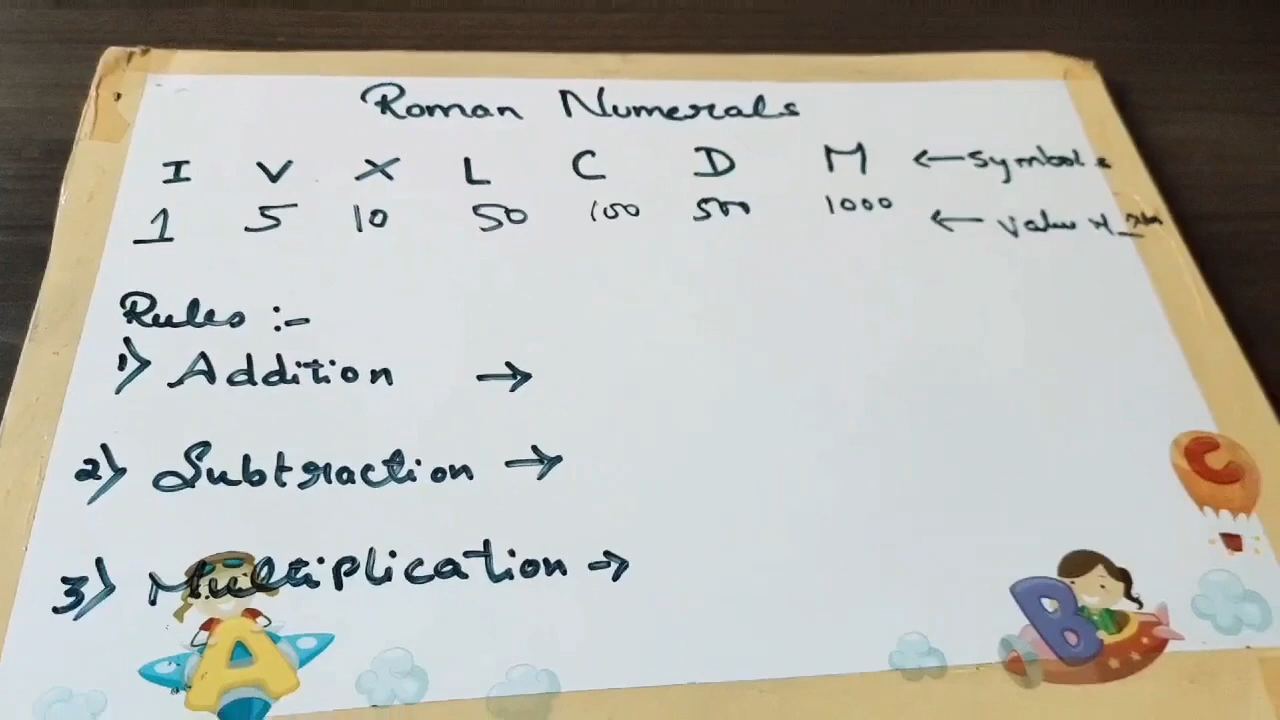 Roman Numerals
I V X L C D M ← Symbols
1 5 10 50 100 500 1000 ← Value
Rules :-
1) Addition →
2) Subtraction →
3) Multiplication →
C
B
A